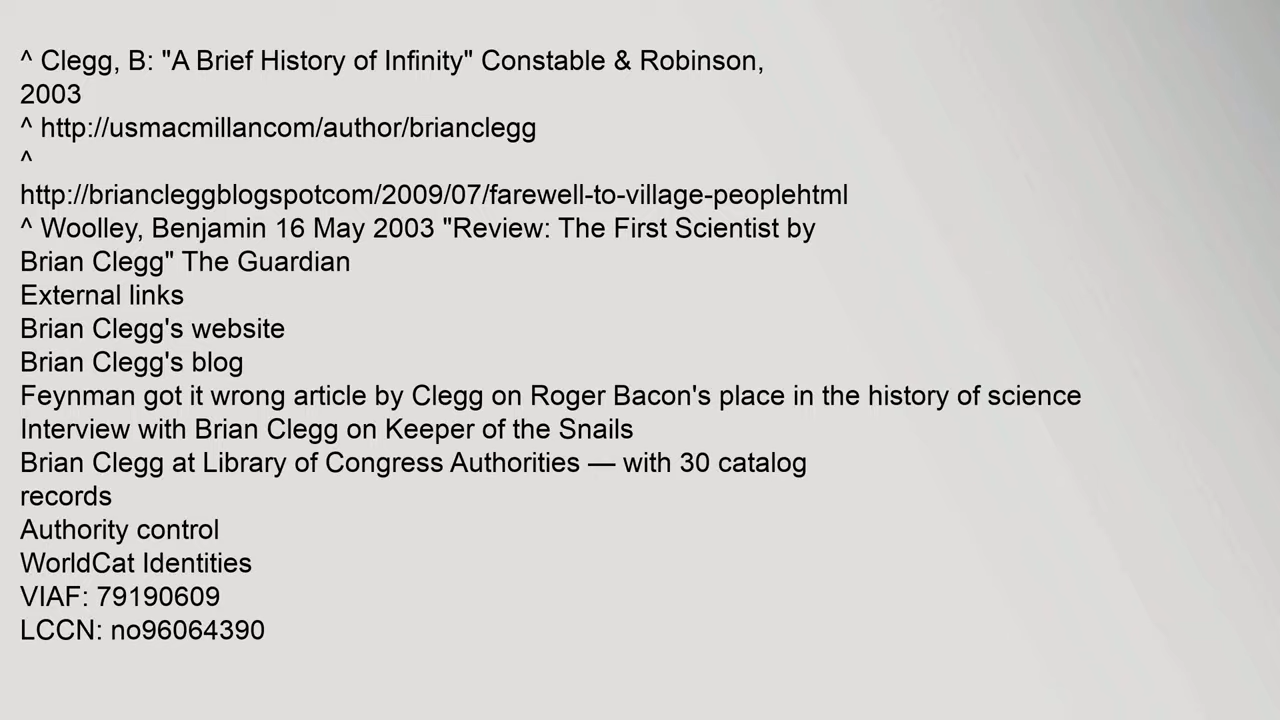 ^ Clegg, B: "A Brief History of Infinity" Constable & Robinson,
2003
^ http://usmacmillancom/author/brianclegg
^
http://briancleggblogspotcom/2009/07/farewell-to-village-peoplehtml
^ Woolley, Benjamin 16 May 2003 "Review: The First Scientist by
Brian Clegg" The Guardian
External links
Brian Clegg's website
Brian Clegg's blog
Feynman got it wrong article by Clegg on Roger Bacon's place in the history of science
Interview with Brian Clegg on Keeper of the Snails
Brian Clegg at Library of Congress Authorities — with 30 catalog
records
Authority control
WorldCat Identities
VIAF: 79190609
LCCN: no96064390